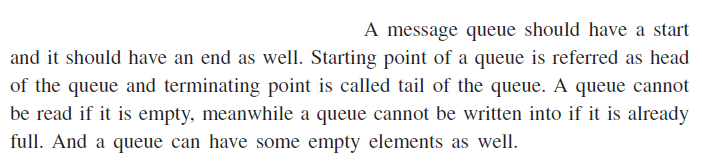 A message queue should have a start
and it should have an end as well. Starting point of a queue is referred as head
of the queue and terminating point is called tail of the queue. A queue cannot
be read if it is empty, meanwhile a queue cannot be written into if it is already
full. And a queue can have some empty elements as well.